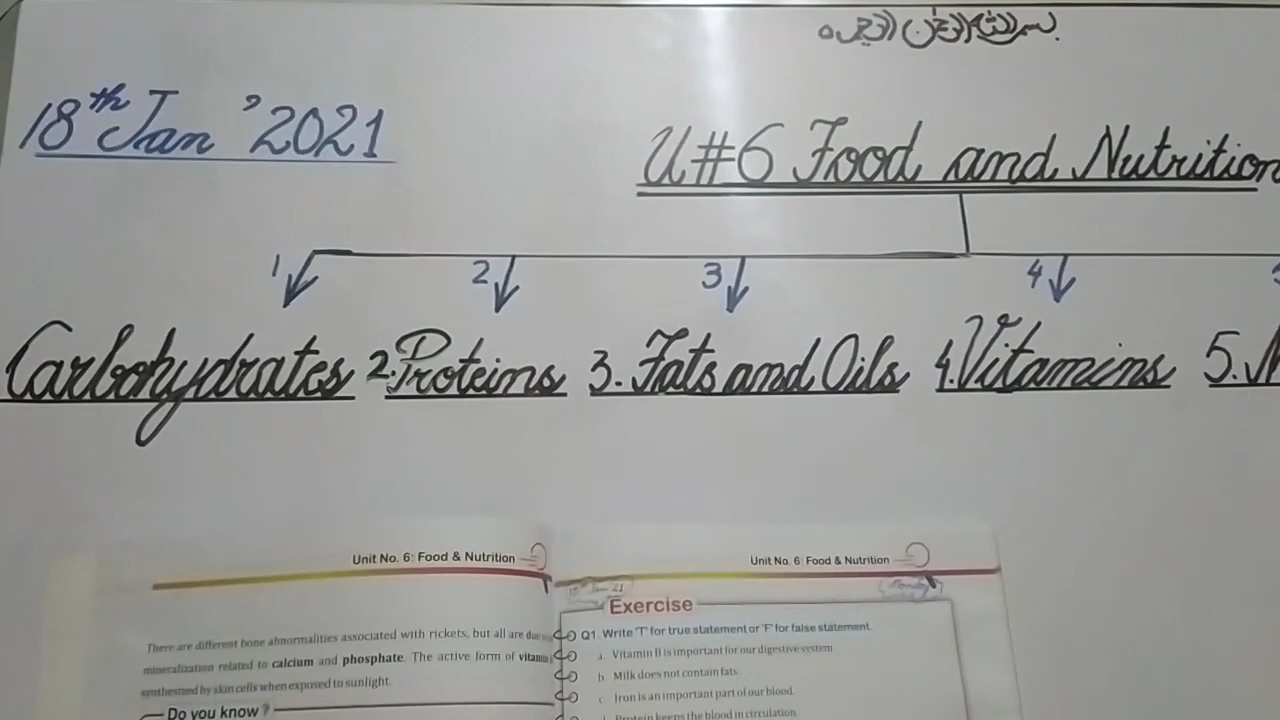 بسم الله الرحمن الرحيم
18th Jan '2021
U#6 Food and Nutrition
1 2 3 4
Carbohydrates 2. Proteins 3. Fats and Oils 4. Vitamins 5.
Unit No. 6: Food & Nutrition
There are different bone abnormalities associated with rickets, but all are due
mineralization related to calcium and phosphate. The active form of vitamin
synthesized by skin cells when exposed to sunlight.
Do you know ?
Unit No. 6: Food & Nutrition
Exercise
Q1. Write 'T' for true statement or 'F' for false statement.
a. Vitamin B is important for our digestive system
b. Milk does not contain fats.
c. Iron is an important part of our blood.
d. Protein keeps the blood in circulation.